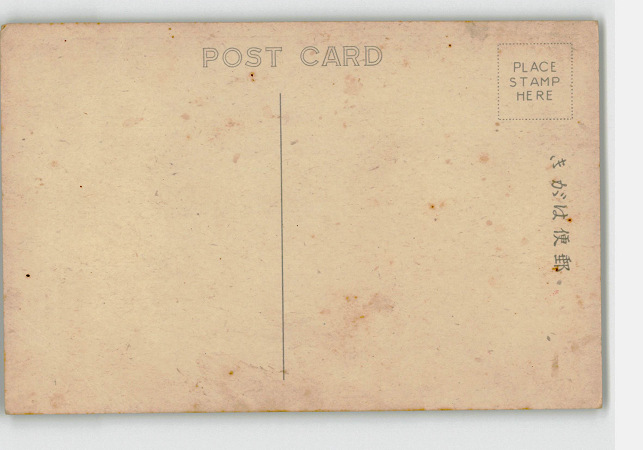 POST CARD
PLACE
STAMP
HERE
郵便はがき